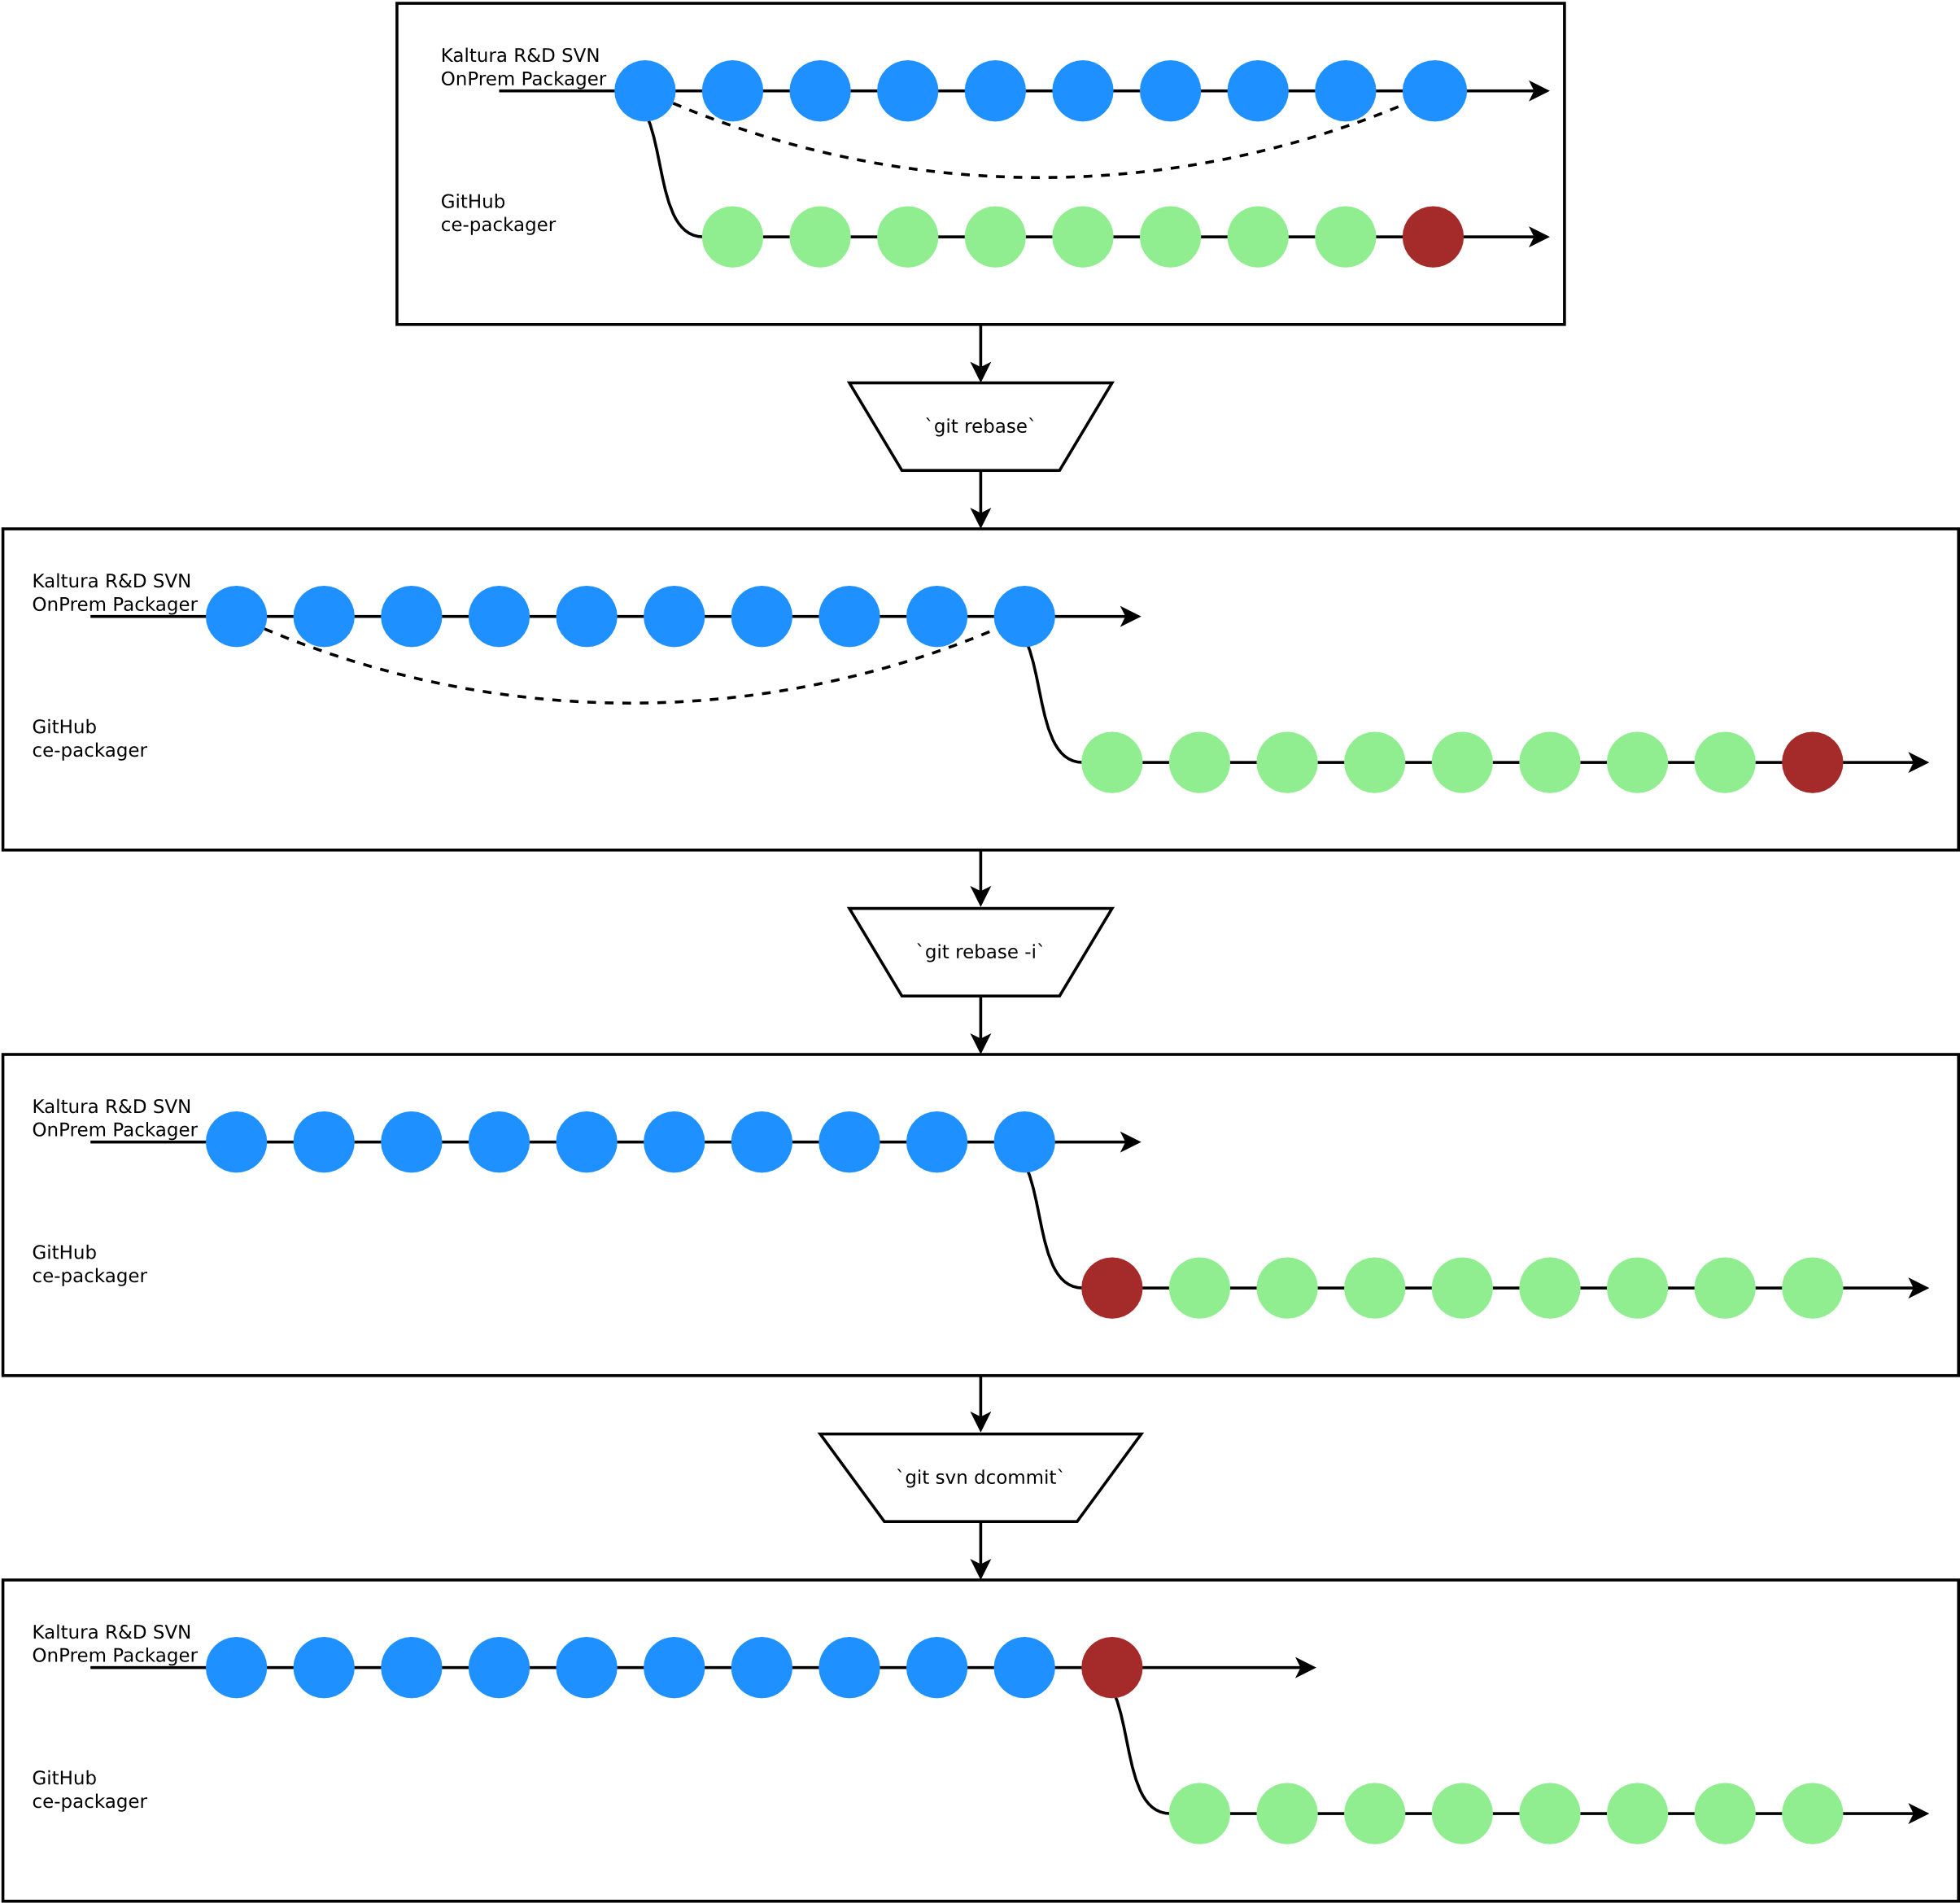 Kaltura R&D SVN
OnPrem Packager
GitHub
ce-packager
`git rebase`
Kaltura R&D SVN
OnPrem Packager
GitHub
ce-packager
`git rebase -i`
Kaltura R&D SVN
OnPrem Packager
GitHub
ce-packager
`git svn dcommit`
Kaltura R&D SVN
OnPrem Packager
GitHub
ce-packager